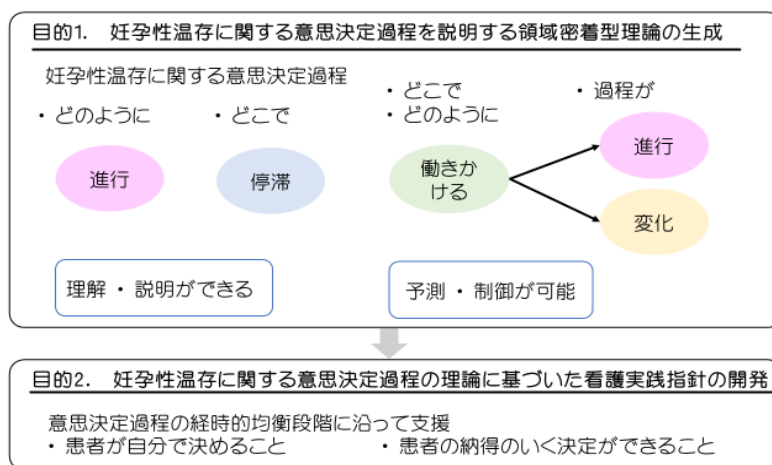 目的1. 妊孕性温存に関する意思決定過程を説明する領域密着型理論の生成
妊孕性温存に関する意思決定過程
・どのように
・どこで
・どこで
・どのように
・過程が
進行
停滞
働きか
ける
進行
変化
理解・説明ができる
予測・制御が可能
目的2. 妊孕性温存に関する意思決定過程の理論に基づいた看護実践指針の開発
意思決定過程の経時的均衡段階に沿って支援
・患者が自分で決めること
・患者の納得のいく決定ができること